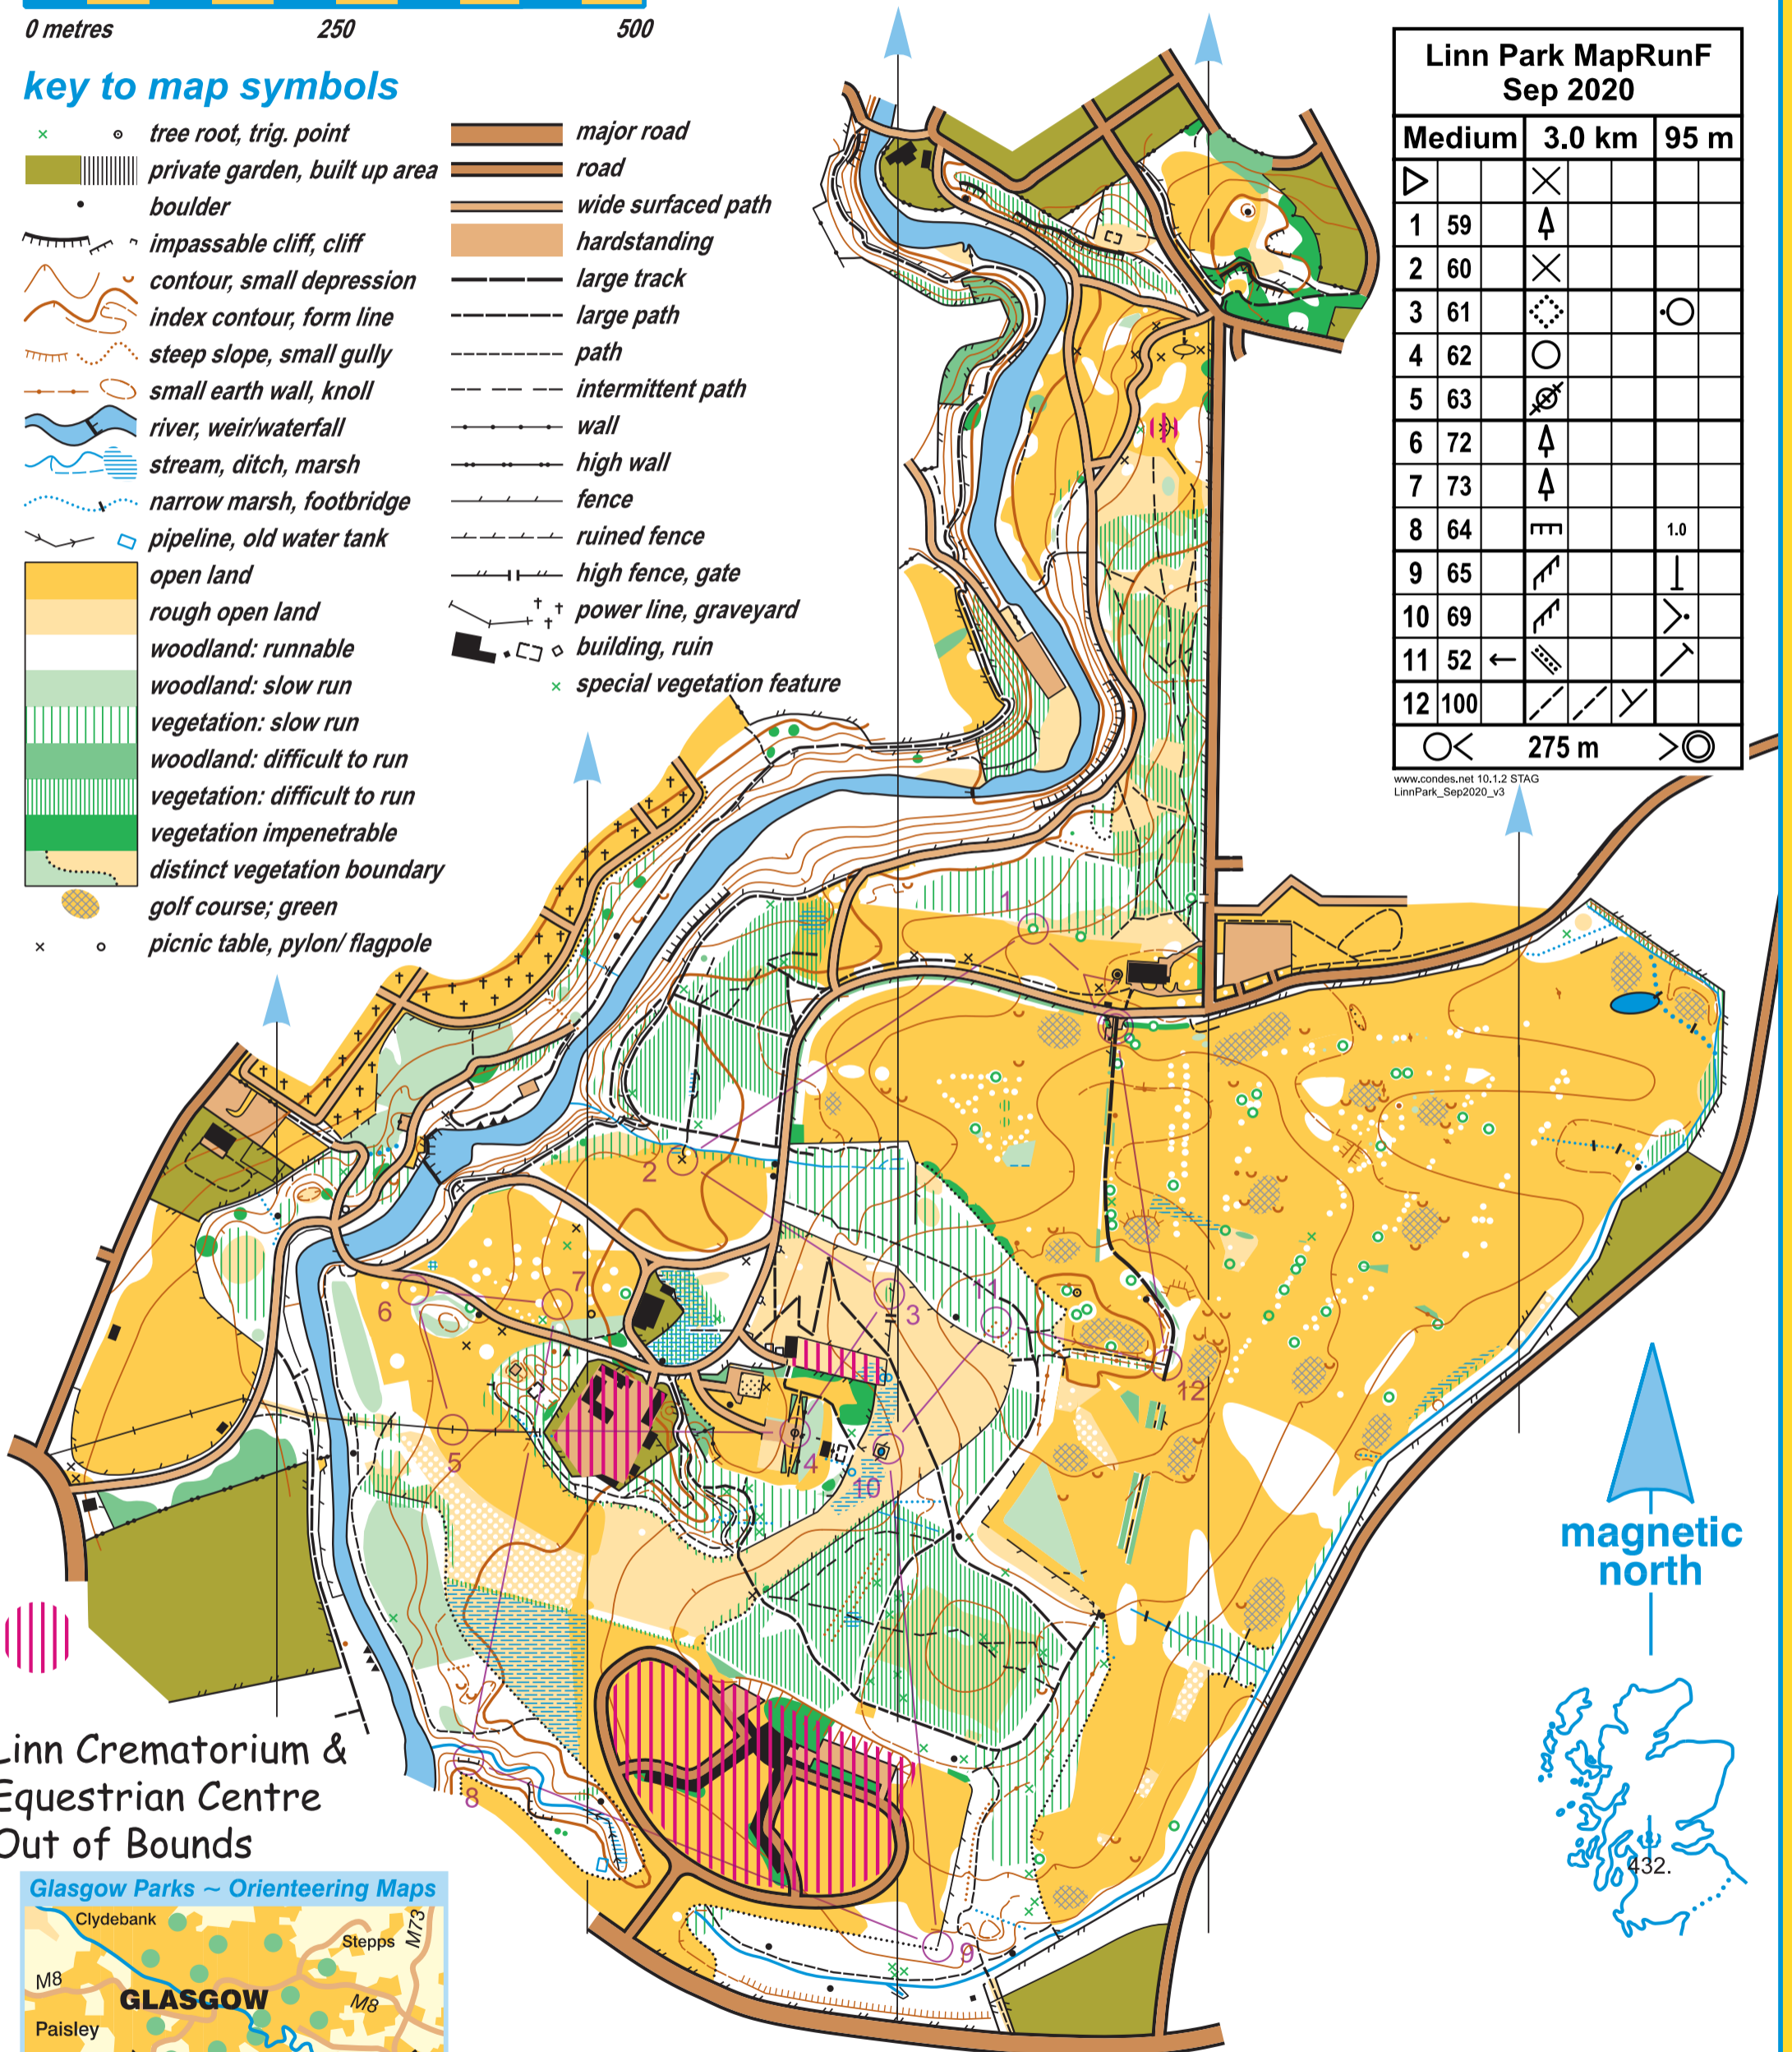 0 metres 250 500
key to map symbols
tree root, trig. point
private garden, built up area
boulder
impassable cliff, cliff
contour, small depression
index contour, form line
steep slope, small gully
small earth wall, knoll
river, weir/waterfall
stream, ditch, marsh
narrow marsh, footbridge
pipeline, old water tank
open land
rough open land
woodland: runnable
woodland: slow run
vegetation: slow run
woodland: difficult to run
vegetation: difficult to run
vegetation impenetrable
distinct vegetation boundary
golf course; green
picnic table, pylon/ flagpole
major road
road
wide surfaced path
hardstanding
large track
large path
path
intermittent path
wall
high wall
fence
ruined fence
high fence, gate
power line, graveyard
building, ruin
special vegetation feature
Linn Park MapRunF
Sep 2020
Medium 3.0 km 95 m
1 59
2 60
3 61
4 62
5 63
6 72
7 73
8 64 1.0
9 65
10 69
11 52
12 100
275 m
www.condes.net 10.1.2 STAG
LinnPark_Sep2020_v3
1
2
3
11
7
6
12
5
4
10
8
9
magnetic
north
432.
Linn Crematorium &
Equestrian Centre
Out of Bounds
Glasgow Parks ~ Orienteering Maps
Clydebank
Stepps
M73
M8
GLASGOW
M8
Paisley